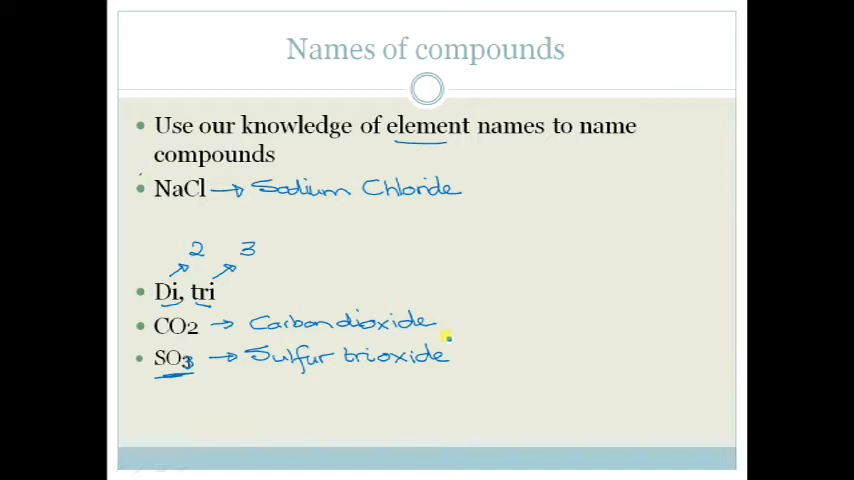 Names of compounds
• Use our knowledge of element names to name
compounds
• NaCl → Sodium Chloride
2 3
• Di, tri
• CO2 → Carbon dioxide
• SO3 → Sulfur trioxide